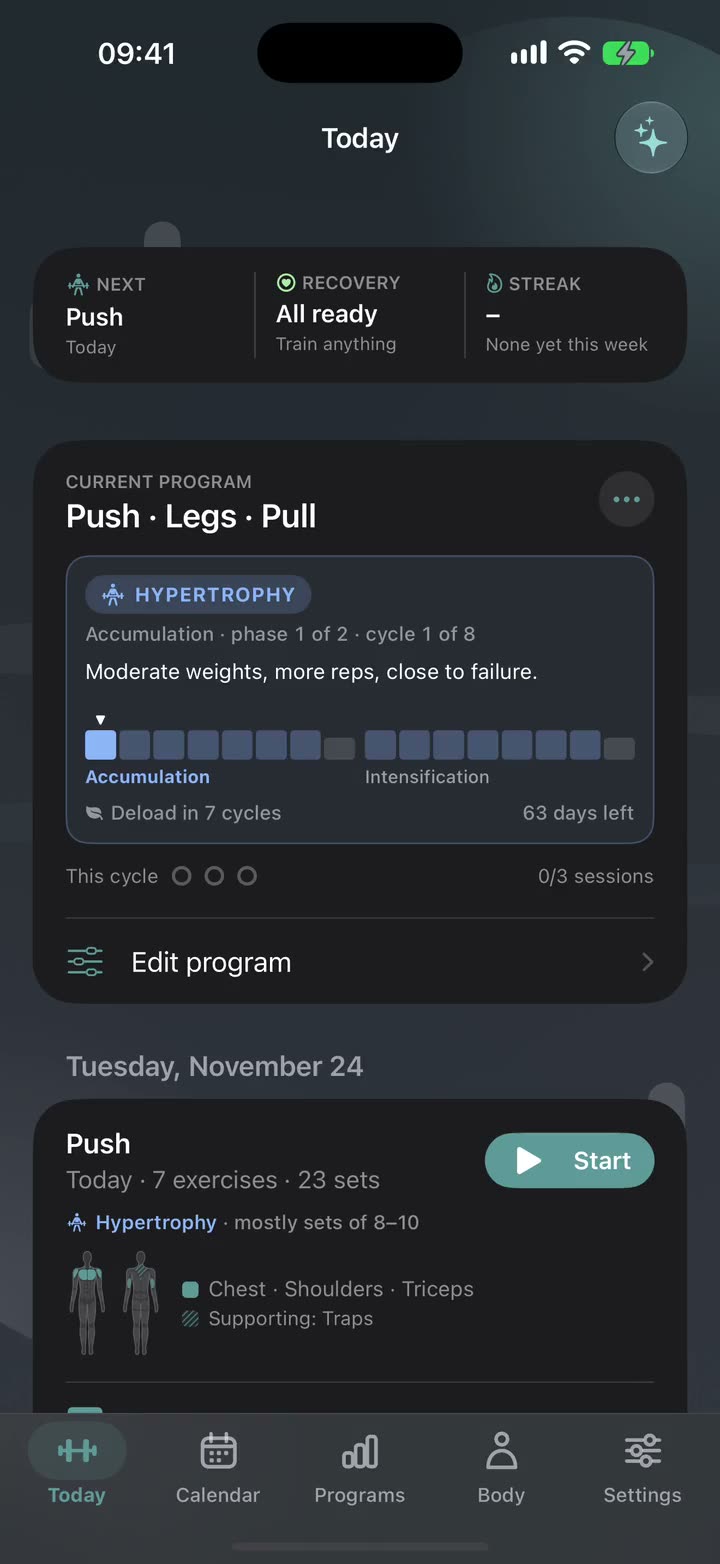 09:41
Today
NEXT
Push
Today
RECOVERY
All ready
Train anything
STREAK
–
None yet this week
CURRENT PROGRAM
Push · Legs · Pull
HYPERTROPHY
Accumulation · phase 1 of 2 · cycle 1 of 8
Moderate weights, more reps, close to failure.
Accumulation
Intensification
Deload in 7 cycles
63 days left
This cycle
0/3 sessions
Edit program
Tuesday, November 24
Push
Start
Today · 7 exercises · 23 sets
Hypertrophy · mostly sets of 8–10
Chest · Shoulders · Triceps
Supporting: Traps
Today
Calendar
Programs
Body
Settings